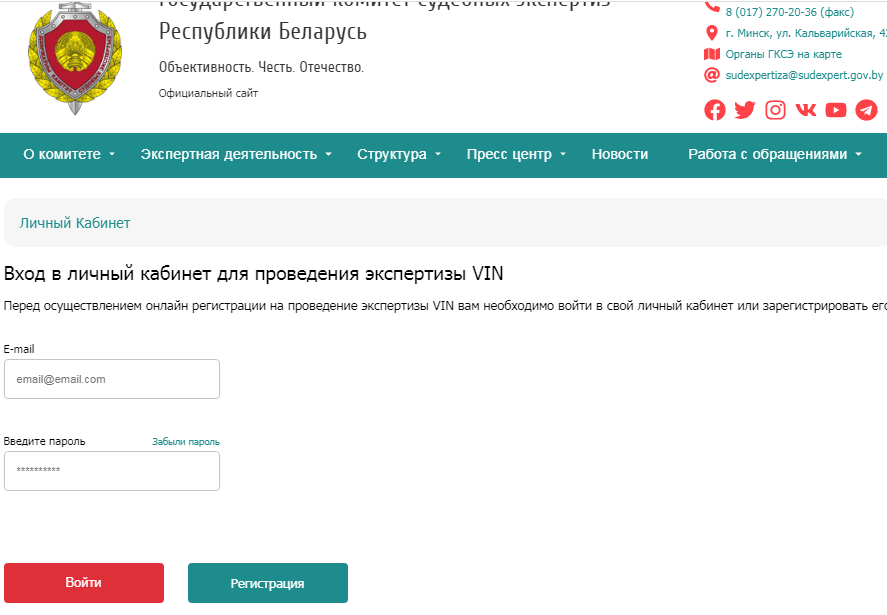 Государственный комитет судебных экспертиз
Республики Беларусь
Объективность. Честь. Отечество.
Официальный сайт
8 (017) 270-20-36 (факс)
г. Минск, ул. Кальварийская,
Органы ГКСЭ на карте
sudexpertiza@sudexpert.gov.by
О комитете
Экспертная деятельность
Структура
Пресс центр
Новости
Работа с обращениями
Личный Кабинет
Вход в личный кабинет для проведения экспертизы VIN
Перед осуществлением онлайн регистрации на проведение экспертизы VIN вам необходимо войти в свой личный кабинет или зарегистрировать его
E-mail
email@email.com
Введите пароль Забыли пароль
**********
Войти Регистрация